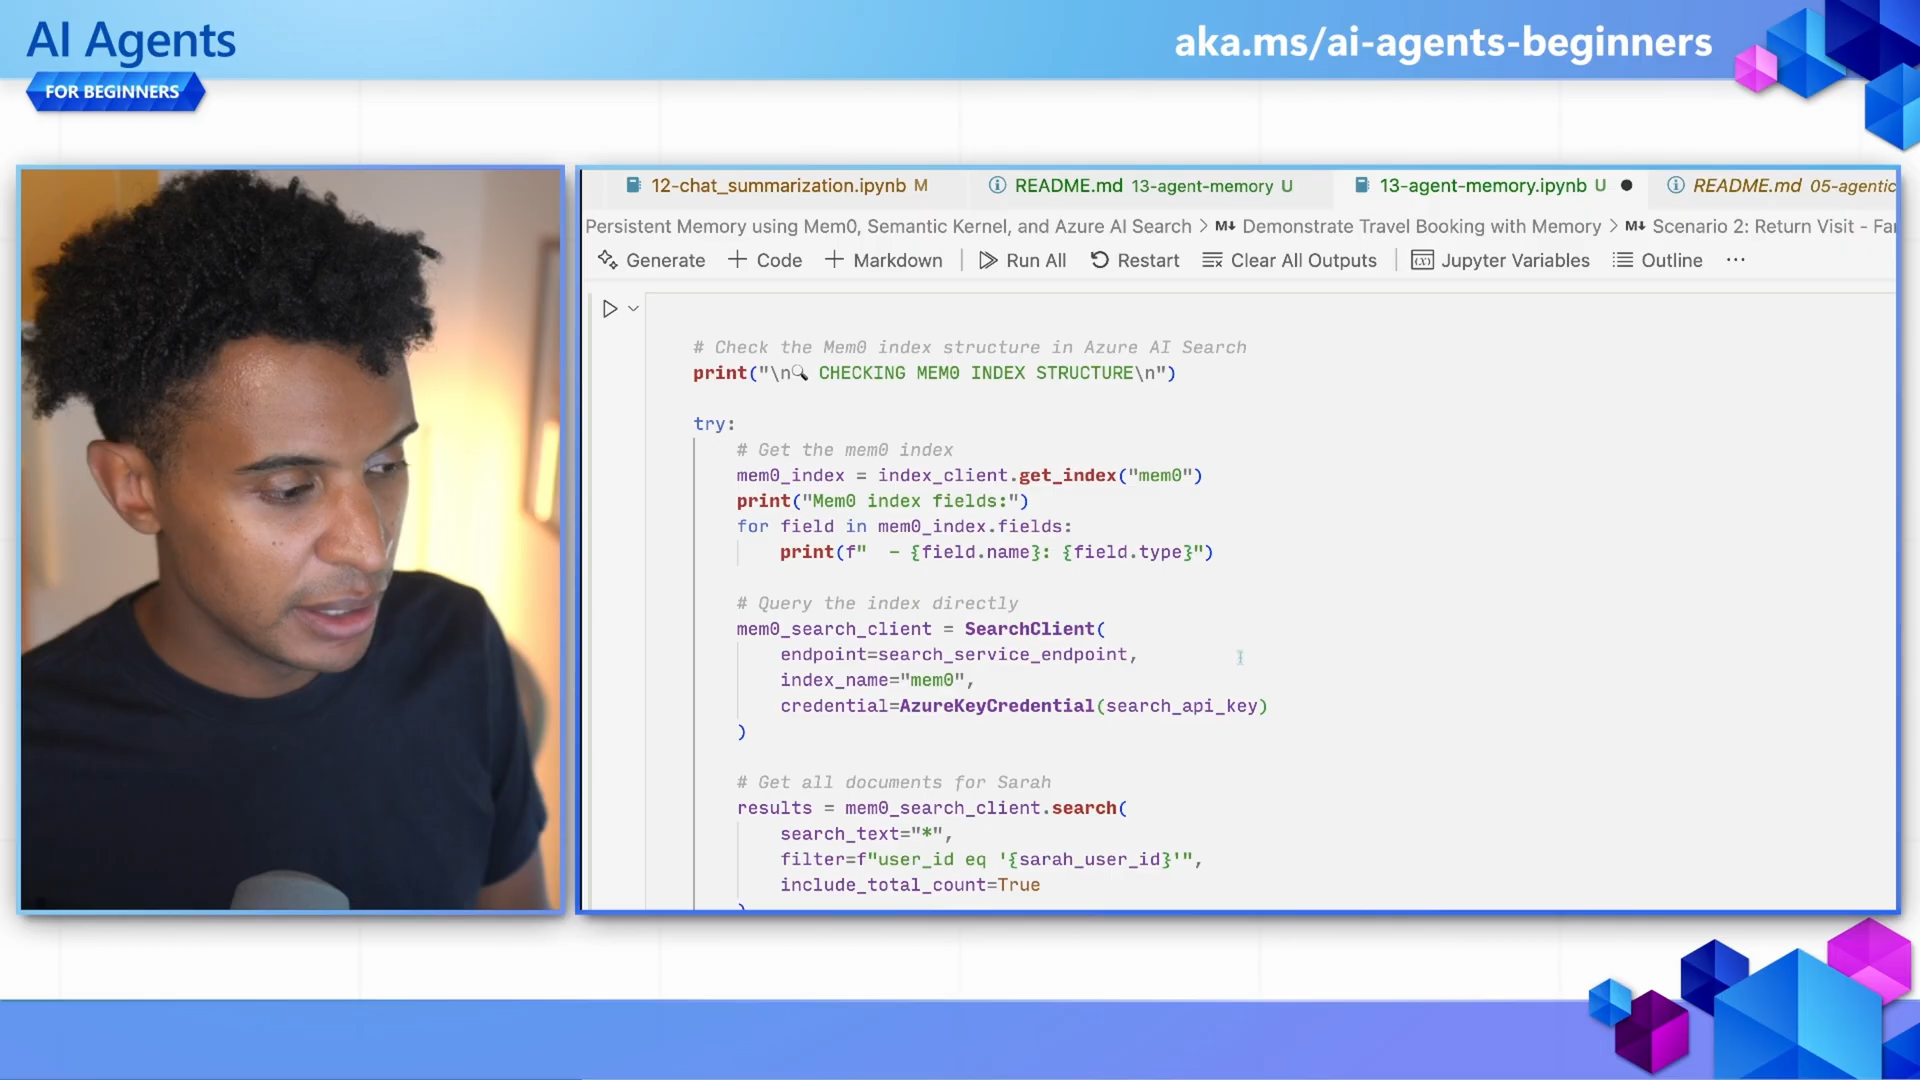 AI Agents
FOR BEGINNERS
aka.ms/ai-agents-beginners
12-chat_summarization.ipynb M
README.md 13-agent-memory U
13-agent-memory.ipynb U
README.md 05-agentic
Persistent Memory using Mem0, Semantic Kernel, and Azure AI Search > M↓ Demonstrate Travel Booking with Memory > M↓ Scenario 2: Return Visit -
Generate + Code + Markdown Run All Restart Clear All Outputs Jupyter Variables Outline ...
# Check the Mem0 index structure in Azure AI Search
print("\n🔍 CHECKING MEM0 INDEX STRUCTURE\n")
try:
# Get the mem0 index
mem0_index = index_client.get_index("mem0")
print("Mem0 index fields:")
for field in mem0_index.fields:
print(f"  - {field.name}: {field.type}")
# Query the index directly
mem0_search_client = SearchClient(
endpoint=search_service_endpoint,
index_name="mem0",
credential=AzureKeyCredential(search_api_key)
)
# Get all documents for Sarah
results = mem0_search_client.search(
search_text="*",
filter=f"user_id eq '{sarah_user_id}'",
include_total_count=True